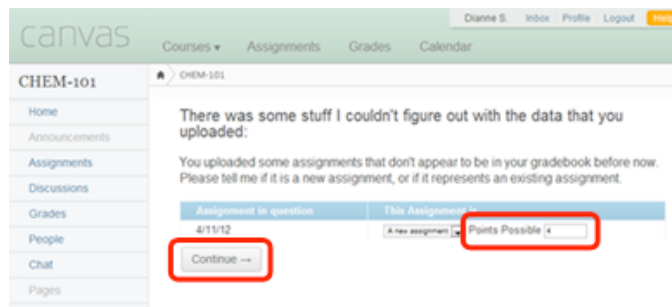 Dianne S. Inbox Profile Logout Help
canvas
Courses Assignments Grades Calendar
CHEM-101
CHEM-101
Home
Announcements
Assignments
Discussions
Grades
People
Chat
Pages
There was some stuff I couldn't figure out with the data that you
uploaded:
You uploaded some assignments that don't appear to be in your gradebook before now.
Please tell me if it is a new assignment, or if it represents an existing assignment.
Assignment in question This Assignment is
4/11/12 A new assignment Points Possible 4
Continue →